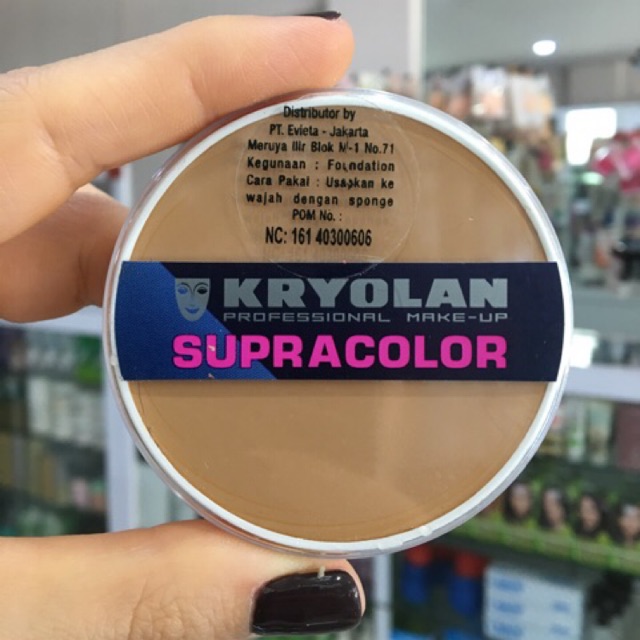 Distributor by
PT. Evieta - Jakarta
Meruya Ilir Blok M-1 No.71
Kegunaan : Foundation
Cara Pakai : Usapkan ke
wajah dengan sponge
POM No. :
NC: 161 40300606
KRYOLAN
PROFESSIONAL MAKE-UP
SUPRACOLOR